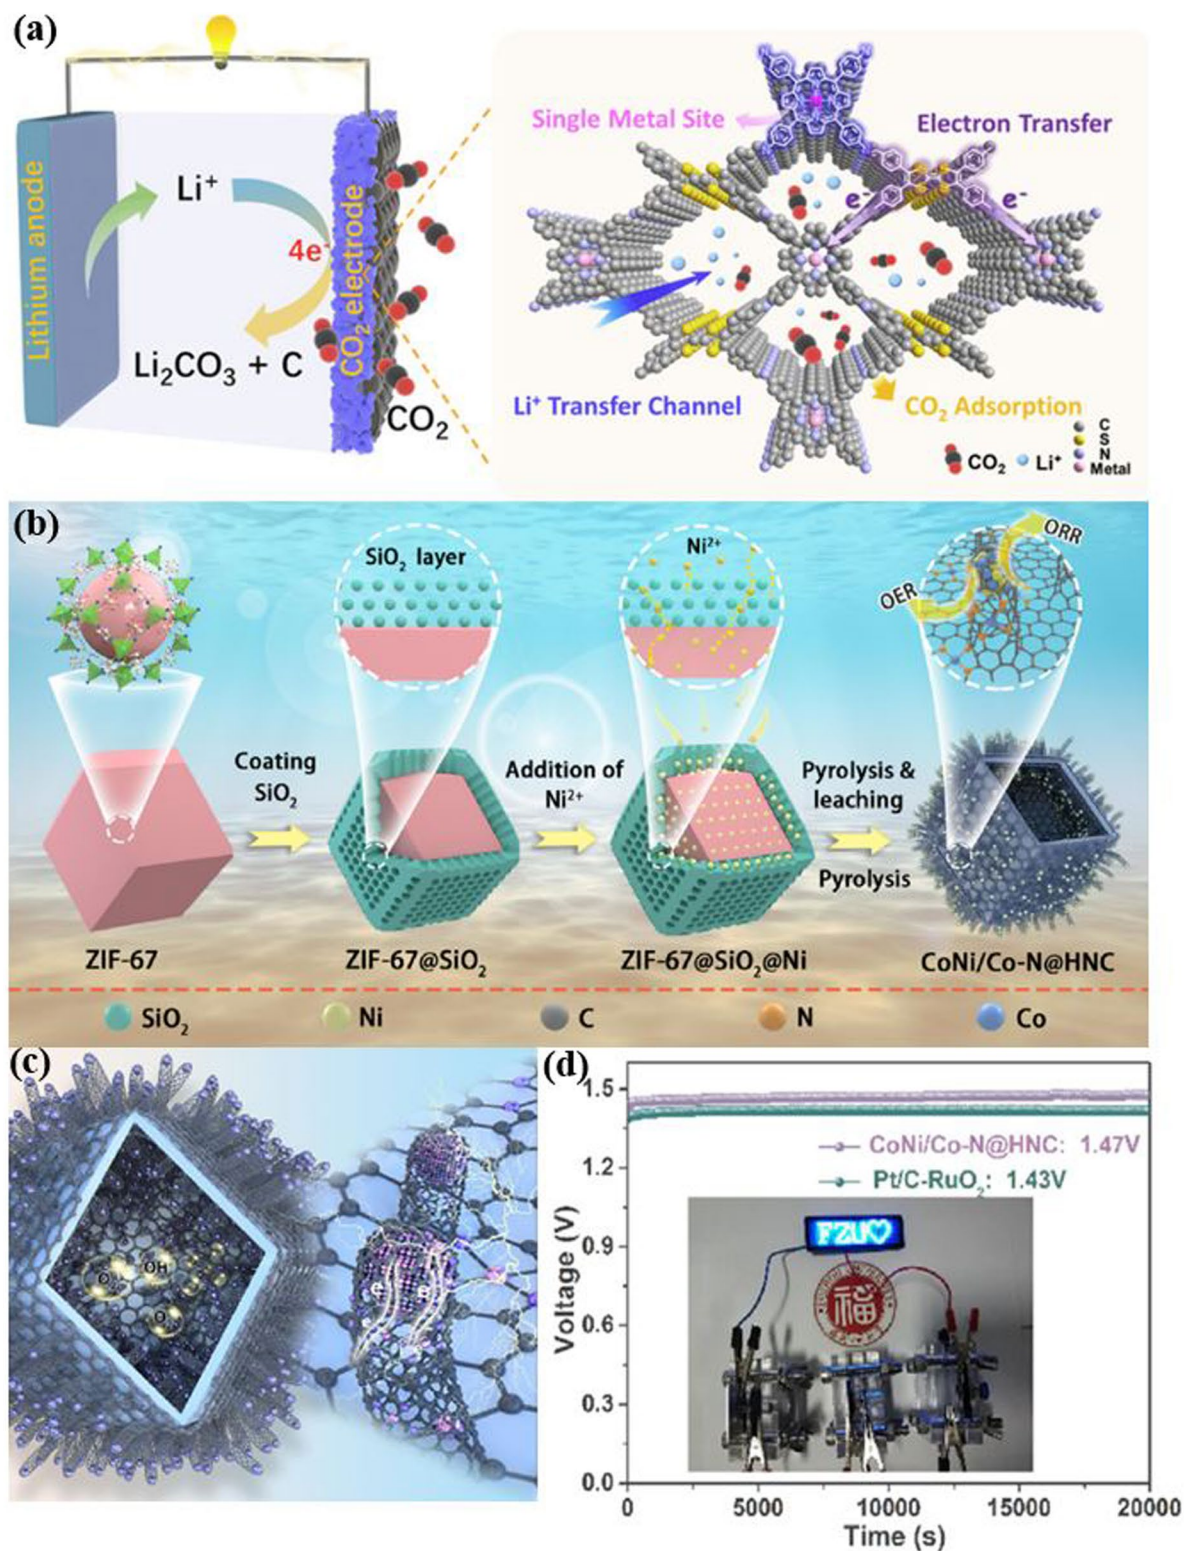 (a)
Lithium anode
Li⁺
4e⁻
Li₂CO₃ + C
CO₂ electrode
CO₂
Single Metal Site
Electron Transfer
e⁻
e⁻
Li⁺ Transfer Channel
CO₂ Adsorption
CO₂
Li⁺
C
S
N
Metal
(b)
SiO₂ layer
Ni²⁺
OER
ORR
Coating
SiO₂
Addition of
Ni²⁺
Pyrolysis &
leaching
Pyrolysis
ZIF-67
ZIF-67@SiO₂
ZIF-67@SiO₂@Ni
CoNi/Co-N@HNC
SiO₂
Ni
C
N
Co
(c)
OH
e
e
(d)
Voltage (V)
1.5
1.2
0.9
0.6
0.3
0.0
CoNi/Co-N@HNC: 1.47V
Pt/C-RuO₂: 1.43V
FZU♥
福
0
5000
10000
15000
20000
Time (s)